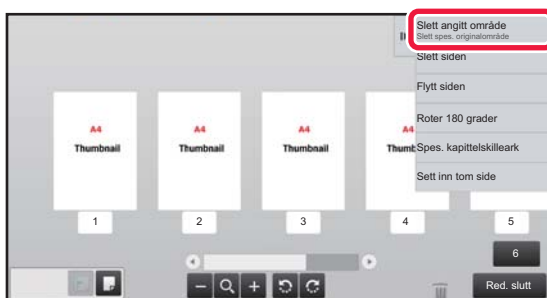 Slett angitt område
Slett spes. originalområde
Slett siden
Flytt siden
Roter 180 grader
Spes. kapittelskilleark
Sett inn tom side
A4
Thumbnail
A4
Thumbnail
A4
Thumbnail
A4
1
2
3
4
5
6
Red. slutt